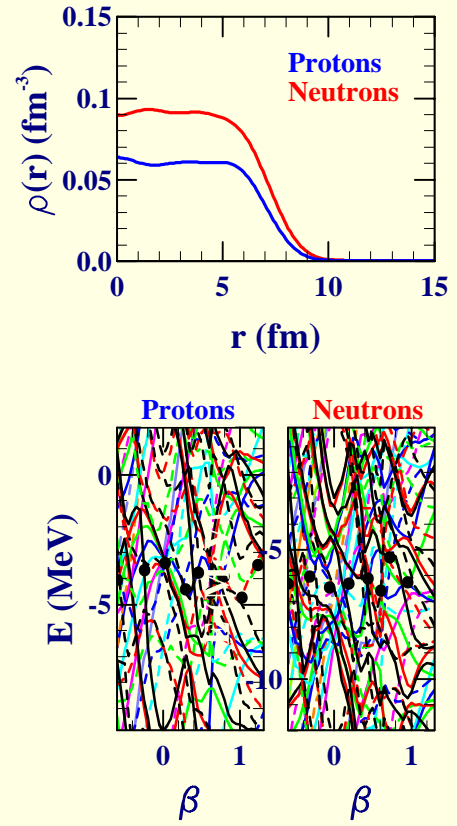 ρ(r) (fm⁻³)
0.15
0.1
0.05
0.0
Protons
Neutrons
0 5 10 15
r (fm)
Protons Neutrons
E (MeV)
0
-5
-5
10
0 1 0 1
β β